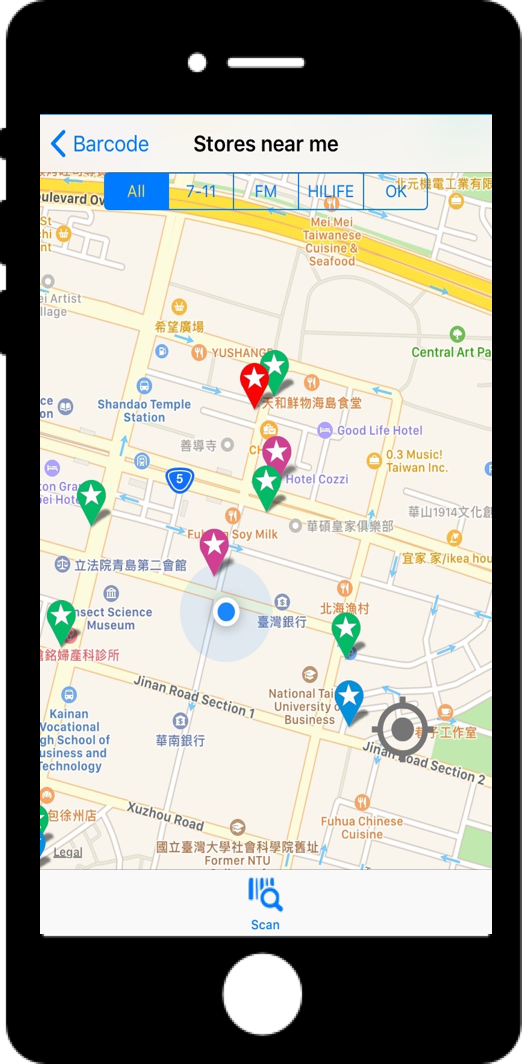 Barcode
Stores near me
All
7-11
FM
HILIFE
OK
北元機電工業有限
Mei Mei
Taiwanese
Cuisine &
Seafood
希望廣場
YUSHANG
Central Art Pa
Shandao Temple
Station
天和鮮物海島食堂
善導寺
Good Life Hotel
0.3 Music!
Taiwan Inc.
Hotel Cozzi
5
華碩皇家俱樂部
華山1914文化創
Soy Milk
宜家家/ikea hou
立法院青島第二會館
nsect Science
Museum
臺灣銀行
北海漁村
銘婦產科診所
Jinan Road Section 1
National Tai
University of
Business
Kainan
Vocational
gh School of
usiness and
Technology
華南銀行
巷子工作室
Jinan Road Section 2
包徐州店
Xuzhou Road
Fuhua Chinese
Cuisine
Legal
國立臺灣大學社會科學院舊址
Former NTU
Scan